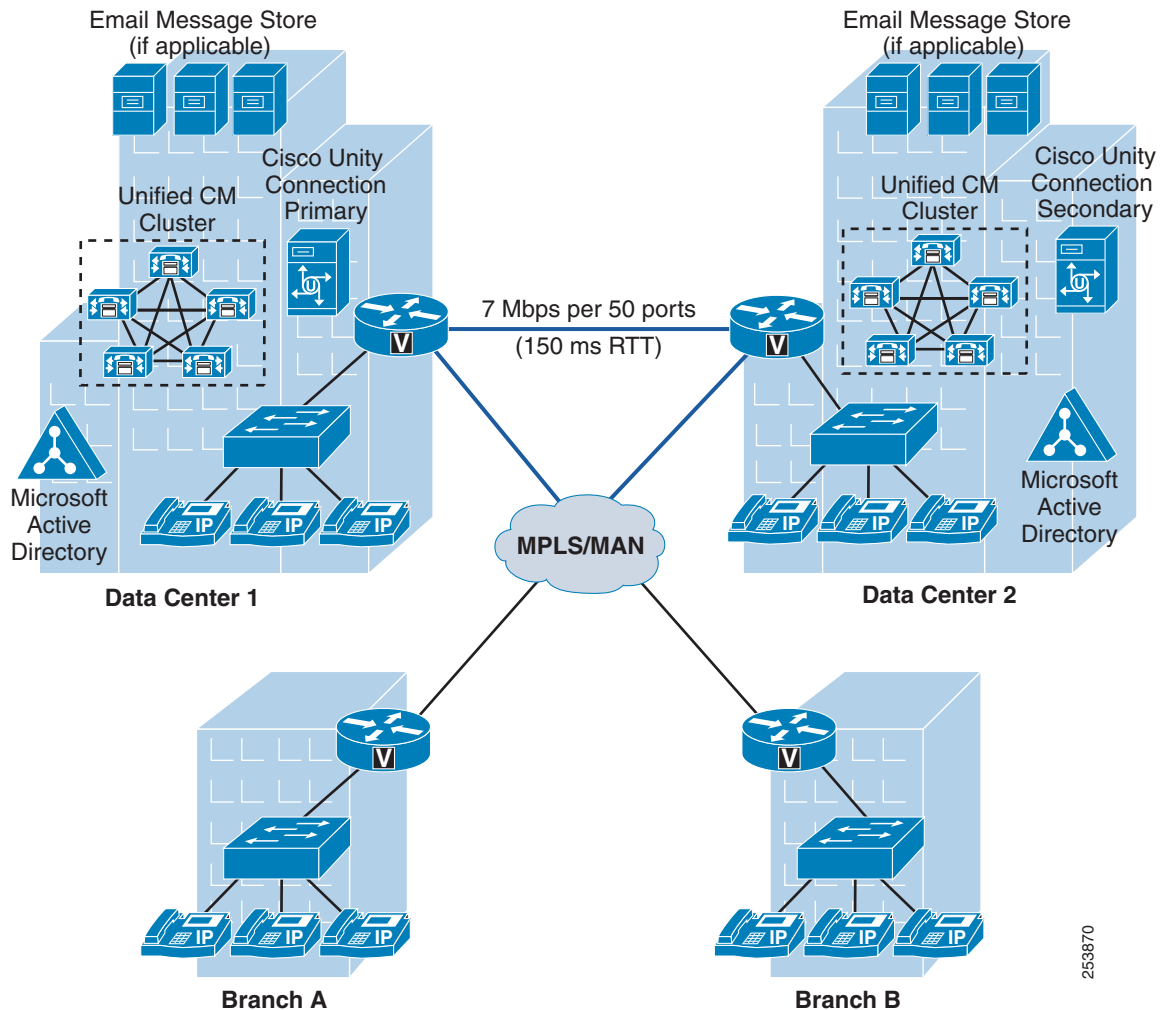 Email Message Store
(if applicable)
Cisco Unity
Connection
Primary
Unified CM
Cluster
U
V
7 Mbps per 50 ports
(150 ms RTT)
Microsoft
Active
Directory
IP
IP
IP
Data Center 1
Email Message Store
(if applicable)
Cisco Unity
Connection
Secondary
Unified CM
Cluster
U
V
Microsoft
Active
Directory
IP
IP
IP
Data Center 2
MPLS/MAN
V
IP
IP
IP
Branch A
V
IP
IP
IP
Branch B
253870